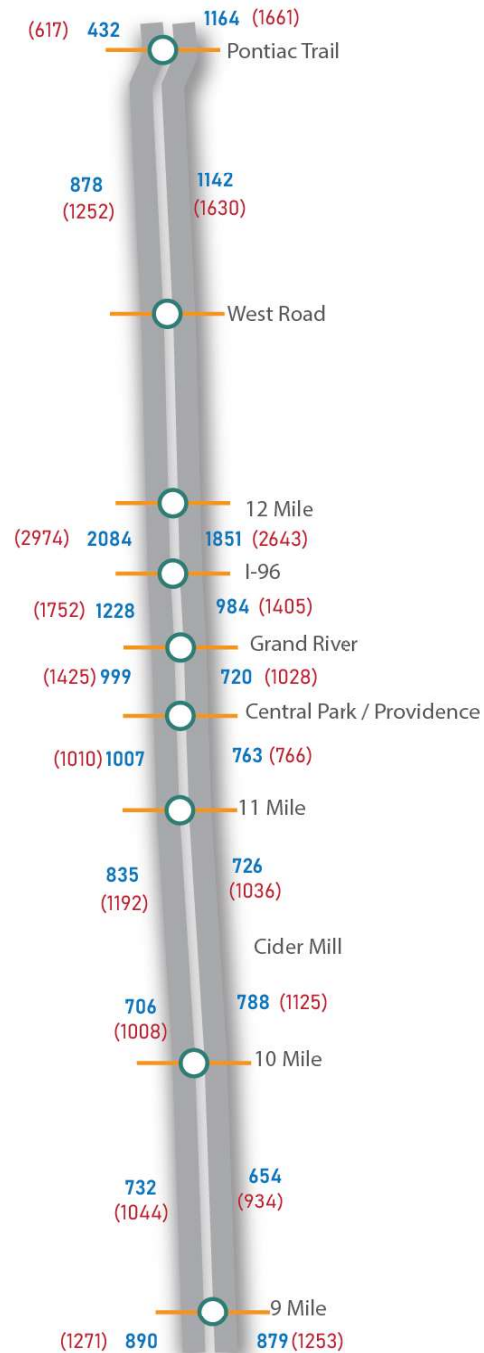 (617) 432 1164 (1661)
Pontiac Trail
878 1142
(1252) (1630)
West Road
12 Mile
(2974) 2084 1851 (2643)
I-96
(1752) 1228 984 (1405)
Grand River
(1425) 999 720 (1028)
Central Park / Providence
(1010) 1007 763 (766)
11 Mile
835 726
(1192) (1036)
Cider Mill
706 788 (1125)
(1008)
10 Mile
732 654
(1044) (934)
9 Mile
(1271) 890 879 (1253)